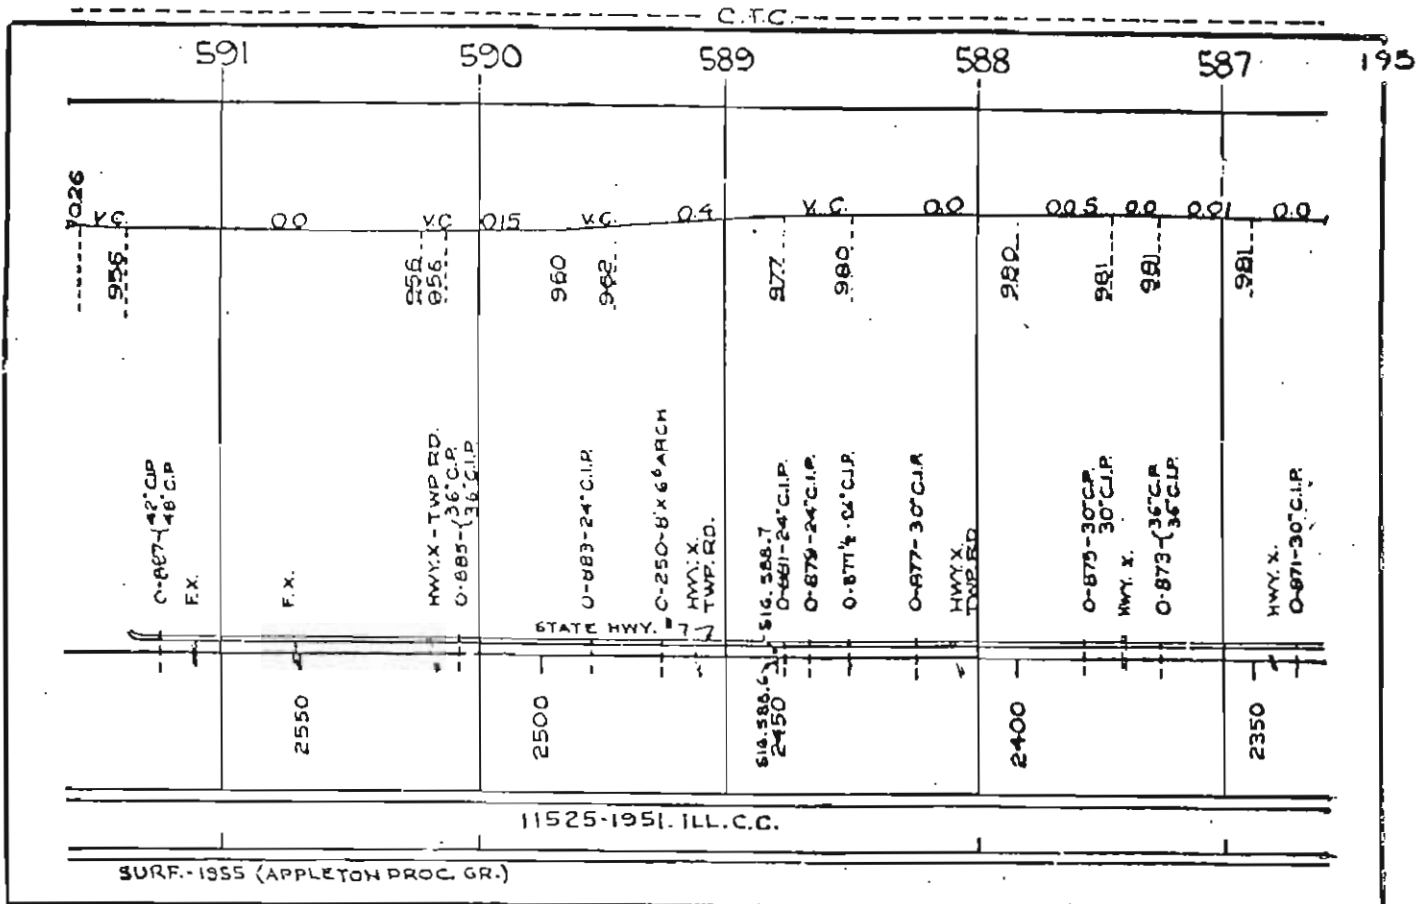 C.T.C.
591 590 589 588 587 195
0.26 V.C. 0.0 V.C. 0.15 V.C. 0.4 V.C. 0.0 0.05 0.0 0.01 0.0
956 956 956 960 962 977 980 980 981 981 981
O-887-{42"C.I.P.
48"C.P.
F.X.
F.X.
HWY.X-TWP RD.
O-885-{36"C.P.
36"C.I.P.
O-883-24"C.I.P.
O-250-8'x6' ARCH
HWY.X.
TWP. RD.
SIG. 588.7
O-881-24"C.I.P.
O-879-24"C.I.P.
O-877½-24"C.I.P.
O-877-30"C.I.P.
HWY.X.
TWP. RD
O-875-30"C.P.
30"C.I.P.
HWY. X.
O-873-{36"C.P.
36"C.I.P.
HWY. X.
O-871-30"C.I.P.
STATE HWY. #7
2550 2500 SIG. 588.6 2450 2400 2350
11525-1951. ILL.C.C.
SURF.-1955 (APPLETON PROC. GR.)